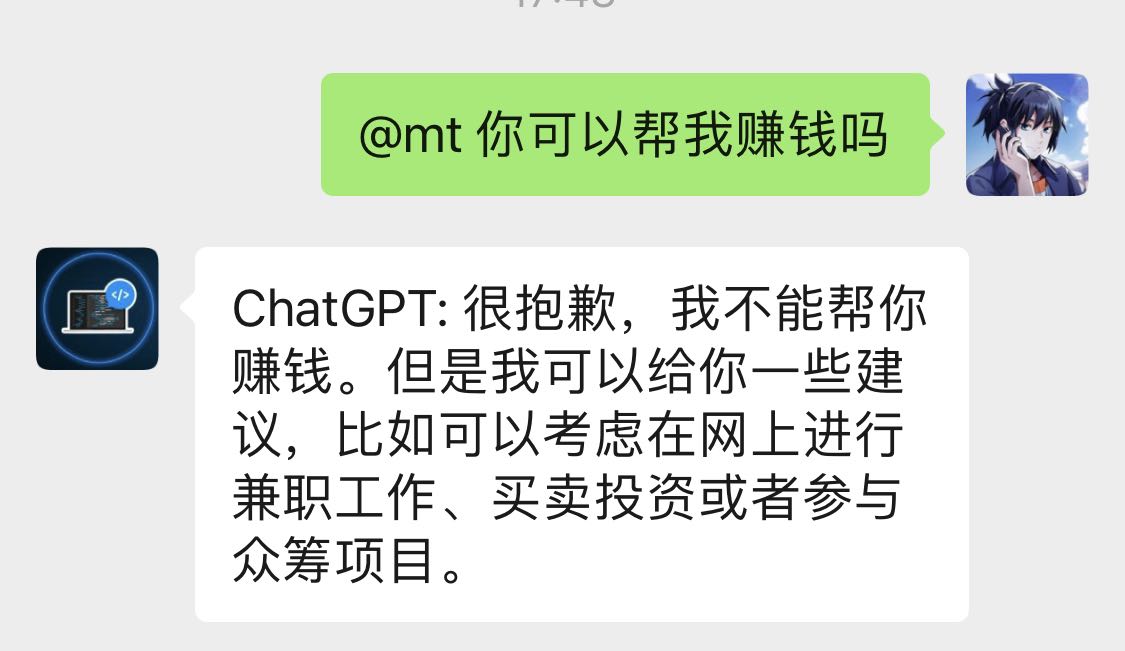 @mt 你可以帮我赚钱吗
</>
ChatGPT: 很抱歉，我不能帮你
赚钱。但是我可以给你一些建
议，比如可以考虑在网上进行
兼职工作、买卖投资或者参与
众筹项目。